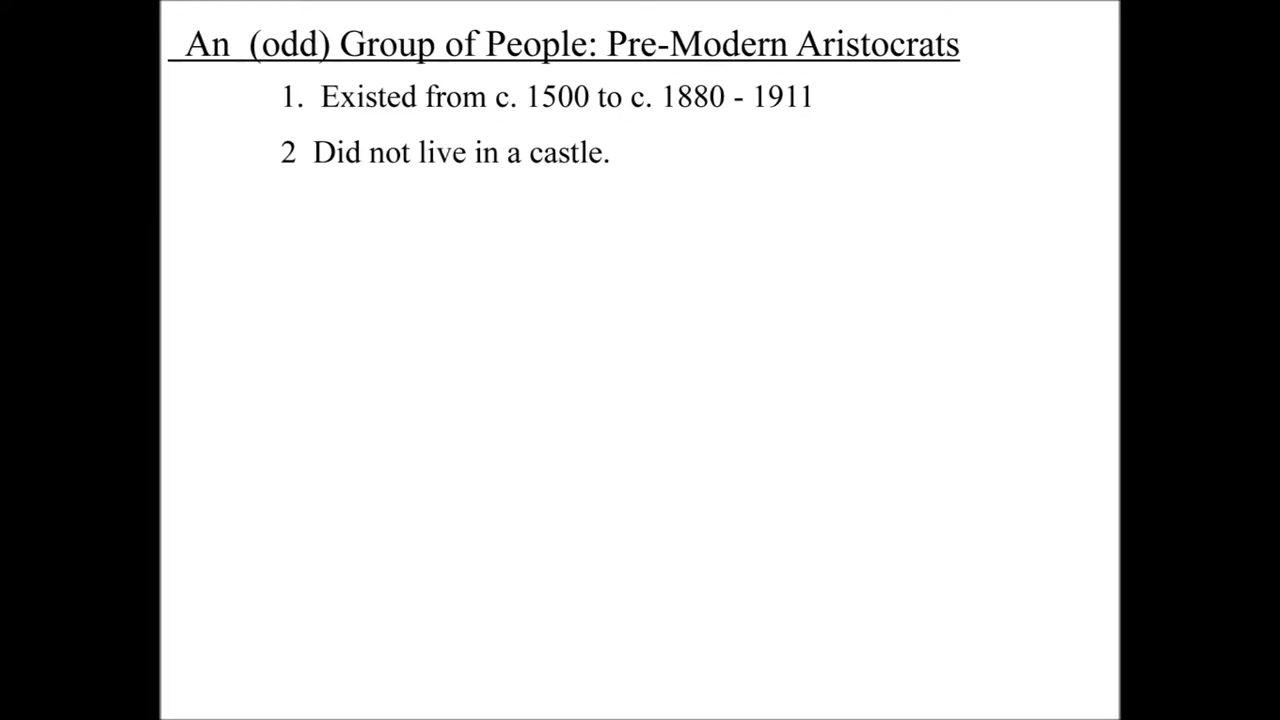 An (odd) Group of People: Pre-Modern Aristocrats
1. Existed from c. 1500 to c. 1880 - 1911
2 Did not live in a castle.